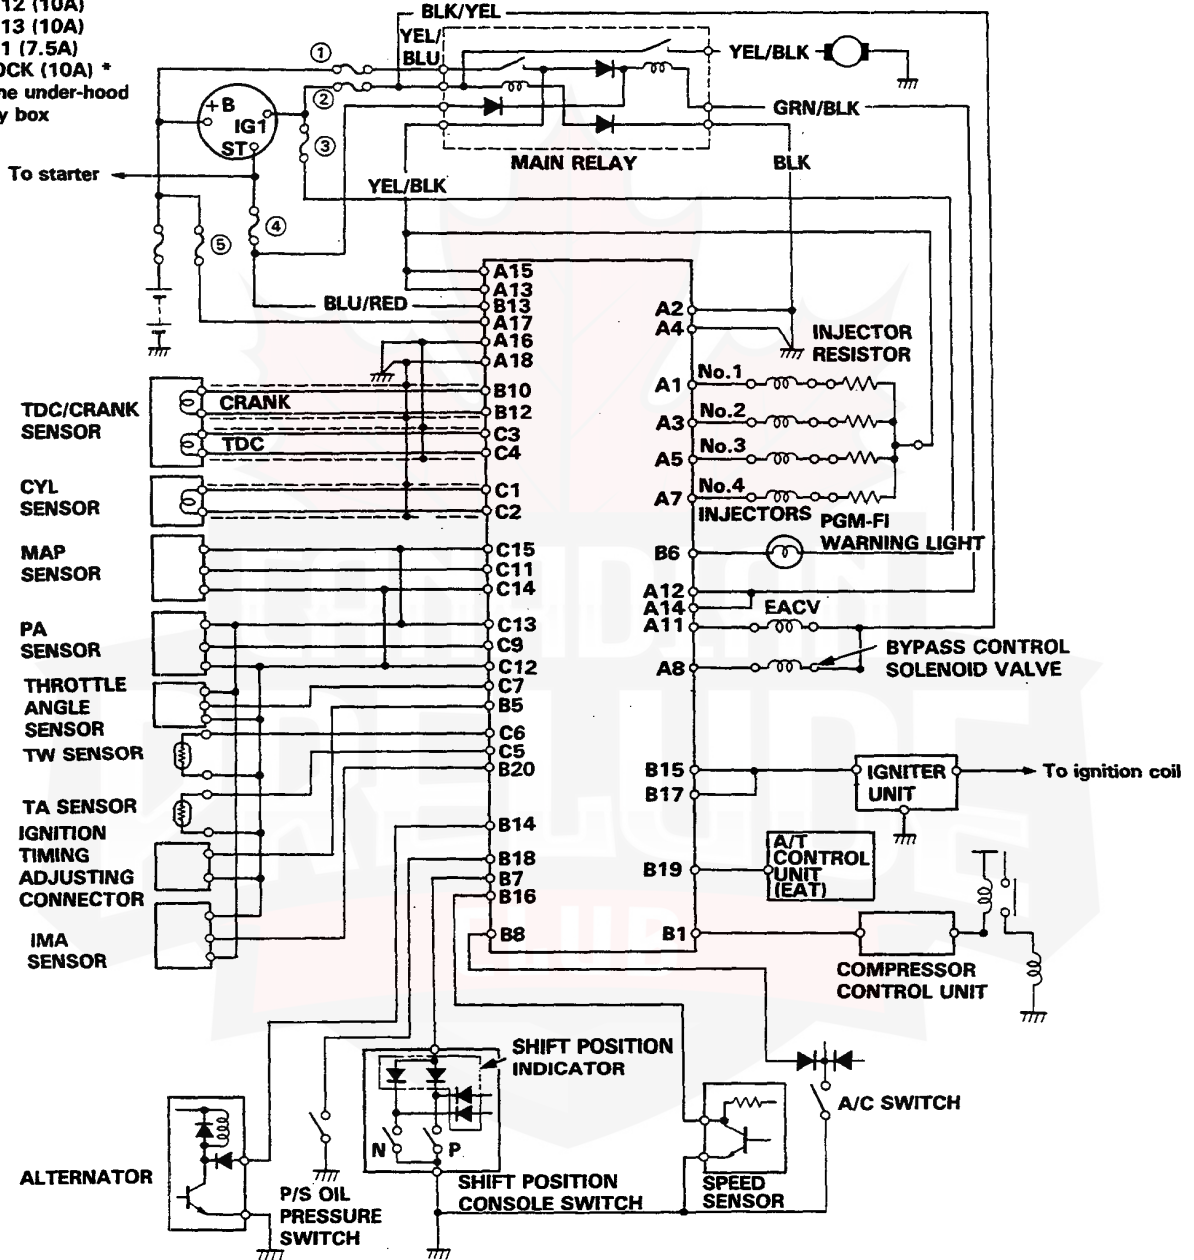 12 (10A)
13 (10A)
1 (7.5A)
OCK (10A) *
ne under-hood
y box
BLK/YEL
YEL/
BLU
YEL/BLK
GRN/BLK
BLK
MAIN RELAY
YEL/BLK
①
②
③
④
⑤
+B
IG1
ST
To starter
BLU/RED
A15
A13
B13
A17
A16
A18
B10
B12
C3
C4
C1
C2
C15
C11
C14
C13
C9
C12
C7
B5
C6
C5
B20
B14
B18
B7
B16
B8
A2
A4
A1
A3
A5
A7
B6
A12
A14
A11
A8
B15
B17
B19
B1
CRANK
TDC
TDC/CRANK
SENSOR
CYL
SENSOR
MAP
SENSOR
PA
SENSOR
THROTTLE
ANGLE
SENSOR
TW SENSOR
TA SENSOR
IGNITION
TIMING
ADJUSTING
CONNECTOR
IMA
SENSOR
INJECTOR
RESISTOR
No.1
No.2
No.3
No.4
INJECTORS
PGM-FI
WARNING LIGHT
EACV
BYPASS CONTROL
SOLENOID VALVE
IGNITER
UNIT
To ignition coil
A/T
CONTROL
UNIT
(EAT)
COMPRESSOR
CONTROL UNIT
SHIFT POSITION
INDICATOR
N
P
SHIFT POSITION
CONSOLE SWITCH
SPEED
SENSOR
A/C SWITCH
ALTERNATOR
P/S OIL
PRESSURE
SWITCH
CANADIAN
PRELUDE
CLUB